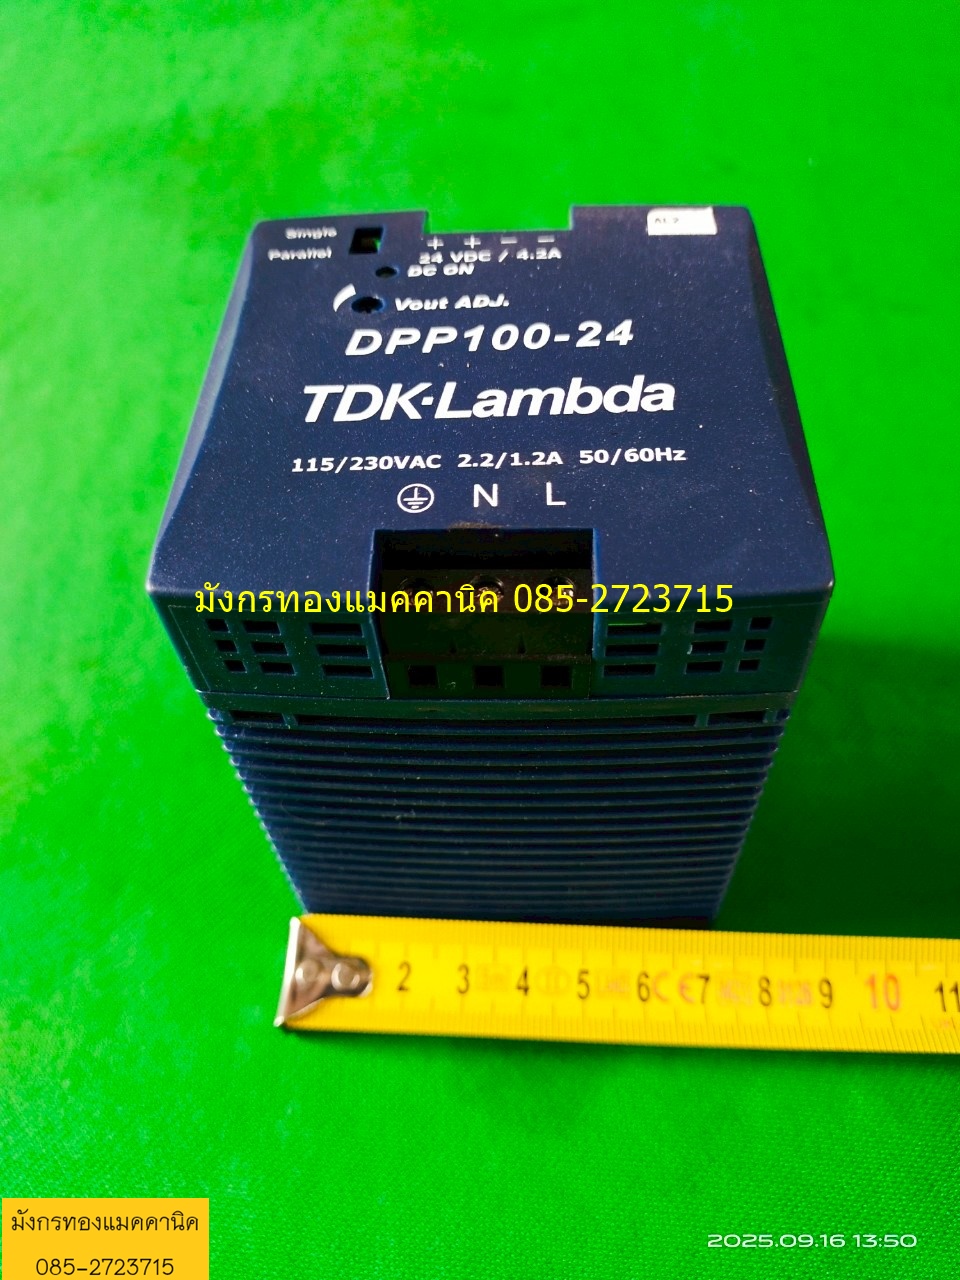 Single
Parallel
+ + − −
24 VDC / 4.2A
DC ON
Vout ADJ.
DPP100-24
TDK·Lambda
115/230VAC 2.2/1.2A 50/60Hz
N L
มังกรทองแมคคานิค 085-2723715
2 3 4 5 6 7 8 9 10 11
มังกรทองแมคคานิค
085-2723715
2025.09.16 13:50